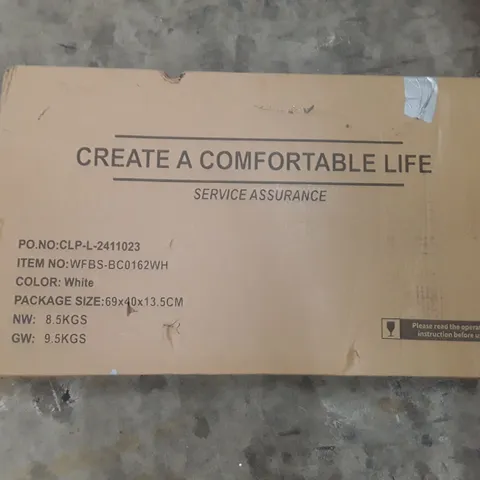 CREATE A COMFORTABLE LIFE
SERVICE ASSURANCE
PO.NO:CLP-L-2411023
ITEM NO:WFBS-BC0162WH
COLOR: White
PACKAGE SIZE:69x40x13.5CM
NW: 8.5KGS
GW: 9.5KGS
Please read the opera
instruction before u